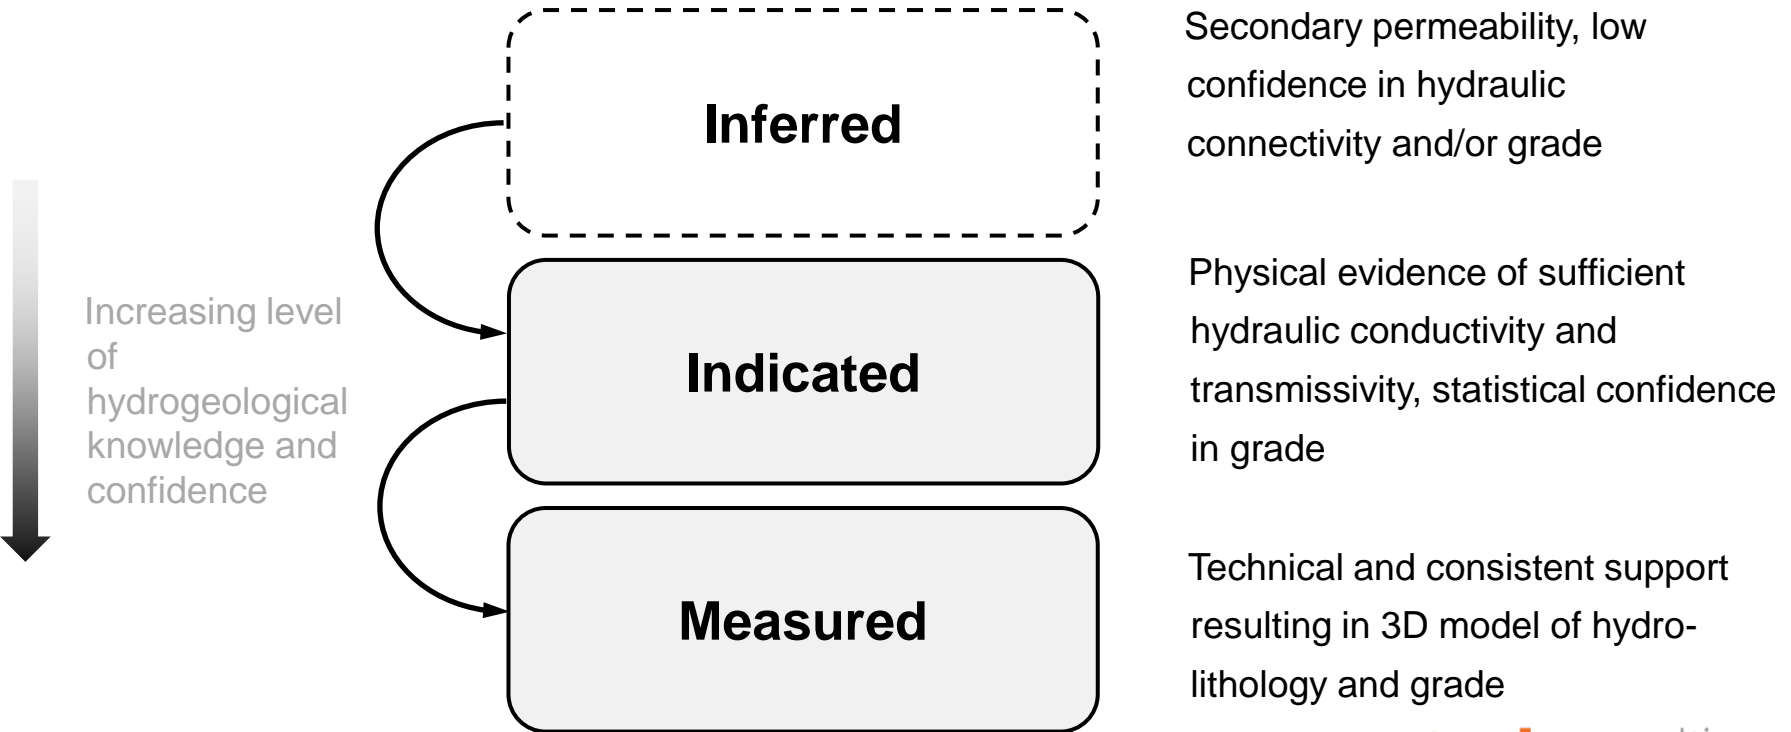 Secondary permeability, low
confidence in hydraulic
connectivity and/or grade
Inferred
Increasing level
of
hydrogeological
knowledge and
confidence
Physical evidence of sufficient
hydraulic conductivity and
transmissivity, statistical confidence
in grade
Indicated
Technical and consistent support
resulting in 3D model of hydro-
lithology and grade
Measured